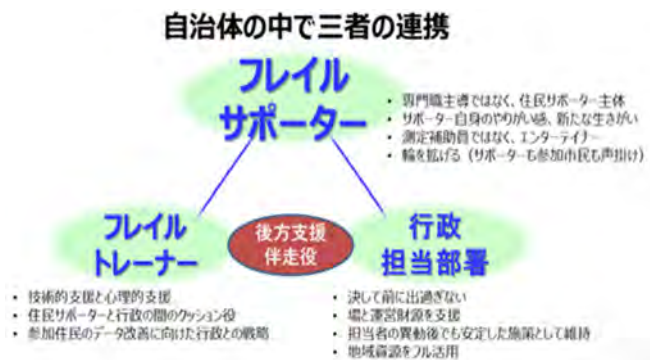 自治体の中で三者の連携
フレイル
サポーター
• 専門職主導ではなく、住民サポーター主体
• サポーター自身のやりがい感、新たな生きがい
• 測定補助員ではなく、エンターテイナー
• 輪を拡げる（サポーターも参加市民も声掛け）
フレイル
トレーナー
後方支援
伴走役
行政
担当部署
• 技術的支援と心理的支援
• 住民サポーターと行政の間のクッション役
• 参加住民のデータ改善に向けた行政との戦略
• 決して前に出過ぎない
• 場と運営財源を支援
• 担当者の異動後でも安定した施策として維持
• 地域資源をフル活用